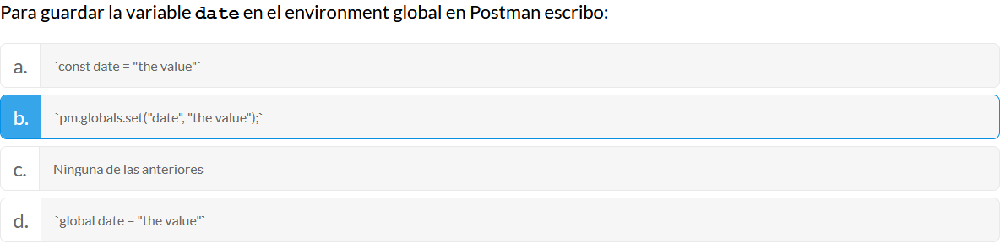 Para guardar la variable date en el environment global en Postman escribo:
a. `const date = "the value"`
b. `pm.globals.set("date", "the value");`
c. Ninguna de las anteriores
d. `global date = "the value"`